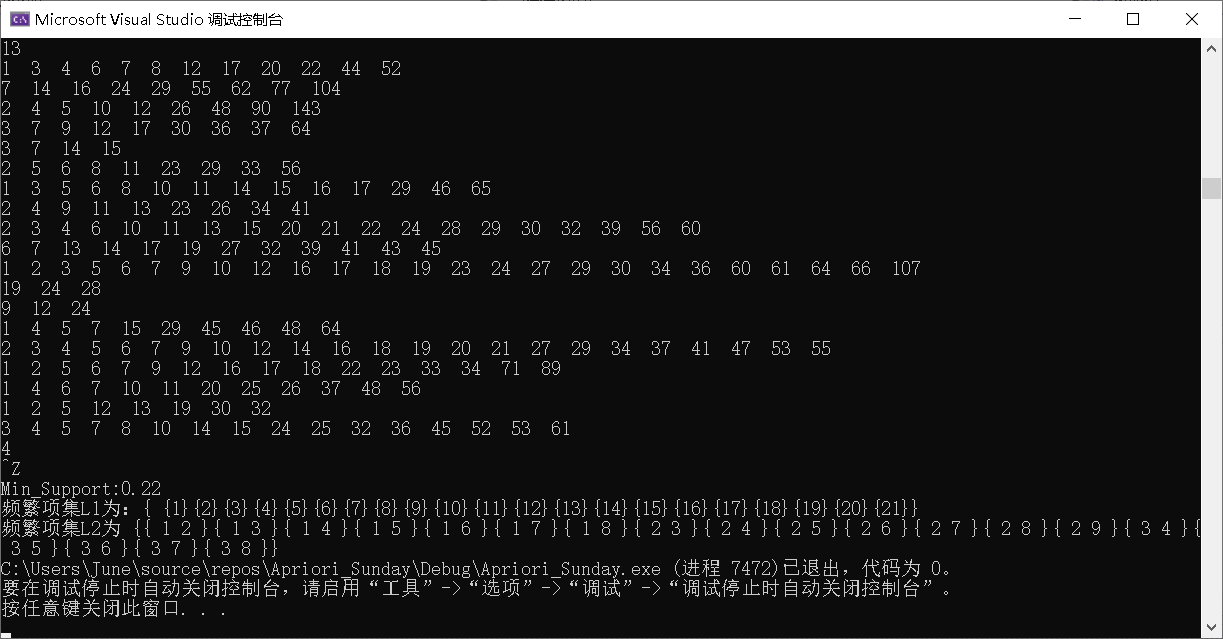 Microsoft Visual Studio 调试控制台
13
1 3 4 6 7 8 12 17 20 22 44 52
7 14 16 24 29 55 62 77 104
2 4 5 10 12 26 48 90 143
3 7 9 12 17 30 36 37 64
3 7 14 15
2 5 6 8 11 23 29 33 56
1 3 5 6 8 10 11 14 15 16 17 29 46 65
2 4 9 11 13 23 26 34 41
2 3 4 6 10 11 13 15 20 21 22 24 28 29 30 32 39 56 60
6 7 13 14 17 19 27 32 39 41 43 45
1 2 3 5 6 7 9 10 12 16 17 18 19 23 24 27 29 30 34 36 60 61 64 66 107
19 24 28
9 12 24
1 4 5 7 15 29 45 46 48 64
2 3 4 5 6 7 9 10 12 14 16 18 19 20 21 27 29 34 37 41 47 53 55
1 2 5 6 7 9 12 16 17 18 22 23 33 34 71 89
1 4 6 7 10 11 20 25 26 37 48 56
1 2 5 12 13 19 30 32
3 4 5 7 8 10 14 15 24 25 32 36 45 52 53 61
4
^Z
Min_Support:0.22
频繁项集L1为: { {1}{2}{3}{4}{5}{6}{7}{8}{9}{10}{11}{12}{13}{14}{15}{16}{17}{18}{19}{20}{21}}
频繁项集L2为 {{ 1 2 }{ 1 3 }{ 1 4 }{ 1 5 }{ 1 6 }{ 1 7 }{ 1 8 }{ 2 3 }{ 2 4 }{ 2 5 }{ 2 6 }{ 2 7 }{ 2 8 }{ 2 9 }{ 3 4 }{
3 5 }{ 3 6 }{ 3 7 }{ 3 8 }}
C:\Users\June\source\repos\Apriori_Sunday\Debug\Apriori_Sunday.exe (进程 7472)已退出，代码为 0。
要在调试停止时自动关闭控制台，请启用“工具”->“选项”->“调试”->“调试停止时自动关闭控制台”。
按任意键关闭此窗口. . .